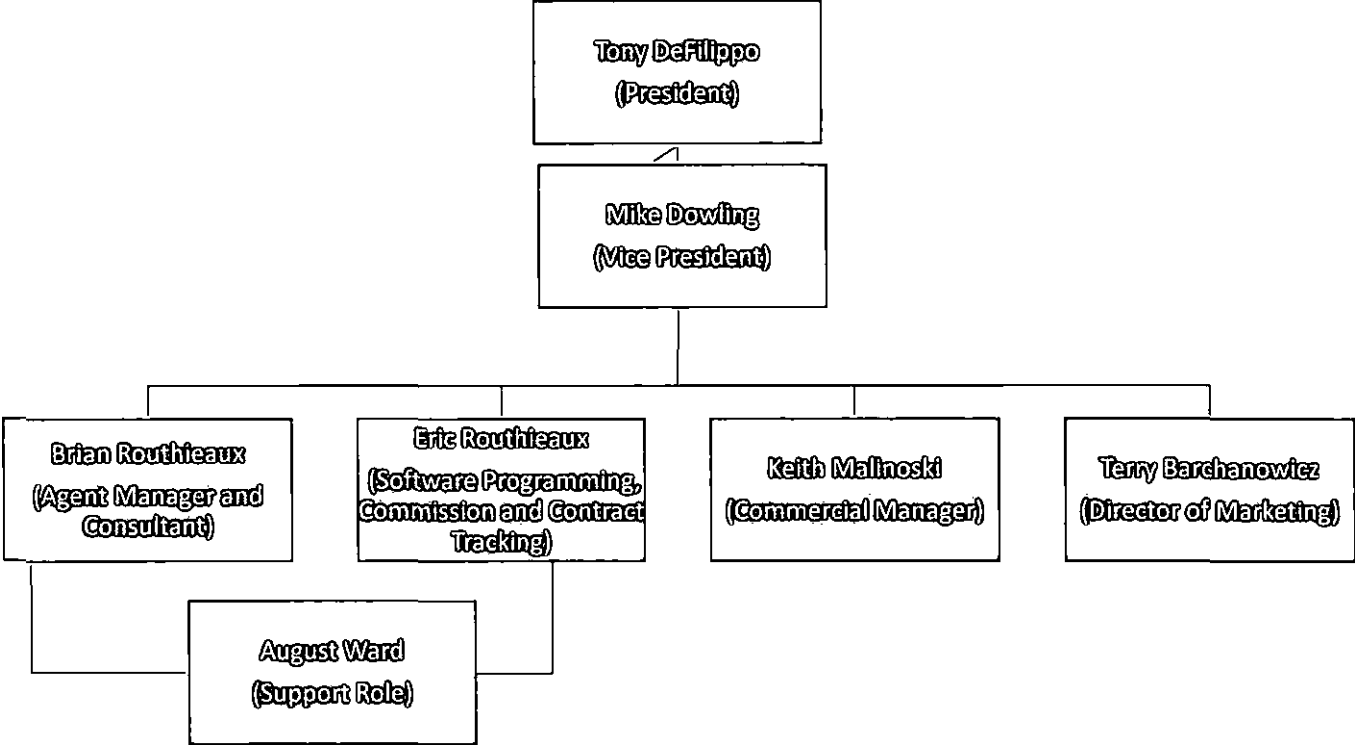 Tony DeFilippo
(President)
Mike Dowling
(Vice President)
Brian Routhieaux
(Agent Manager and
Consultant)
Eric Routhieaux
(Software Programming,
Commission and Contract
Tracking)
Keith Malinoski
(Commercial Manager)
Terry Barchanowicz
(Director of Marketing)
August Ward
(Support Role)